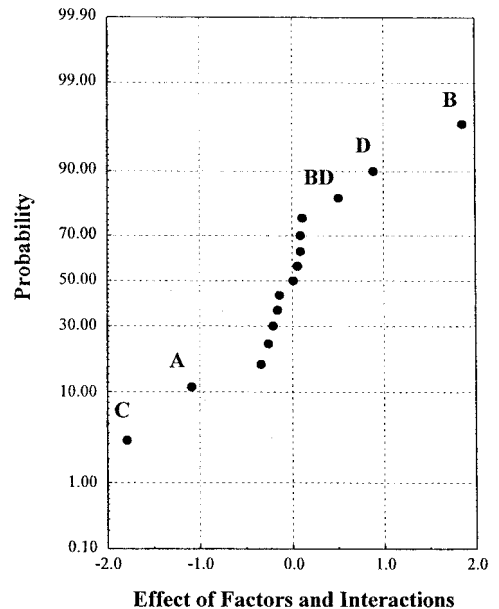 99.90
99.00
B
D
90.00
BD
70.00
Probability
50.00
30.00
A
10.00
C
1.00
0.10
-2.0 -1.0 0.0 1.0 2.0
Effect of Factors and Interactions